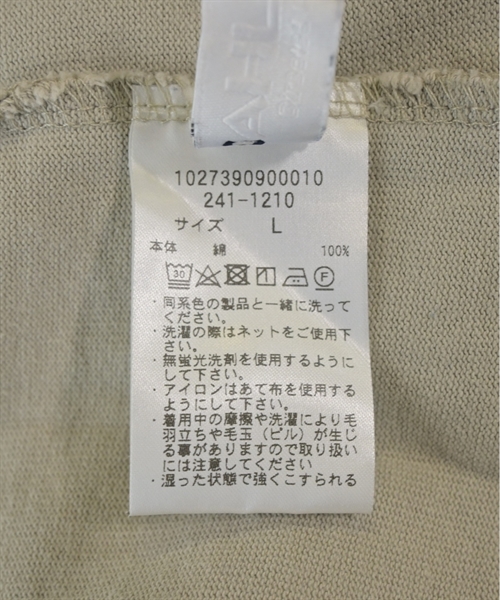 1027390900010
241-1210
サイズ L
本体 綿 100%
30 F
・同系色の製品と一緒に洗って
ください。
・洗濯の際はネットをご使用下
さい。
・無蛍光洗剤を使用するように
して下さい。
・アイロンはあて布を使用する
ようにして下さい。
・着用中の摩擦や洗濯により毛
羽立ちや毛玉（ピル）が生じ
る事がありますので取り扱い
には注意してください
・湿った状態で強くこすられる